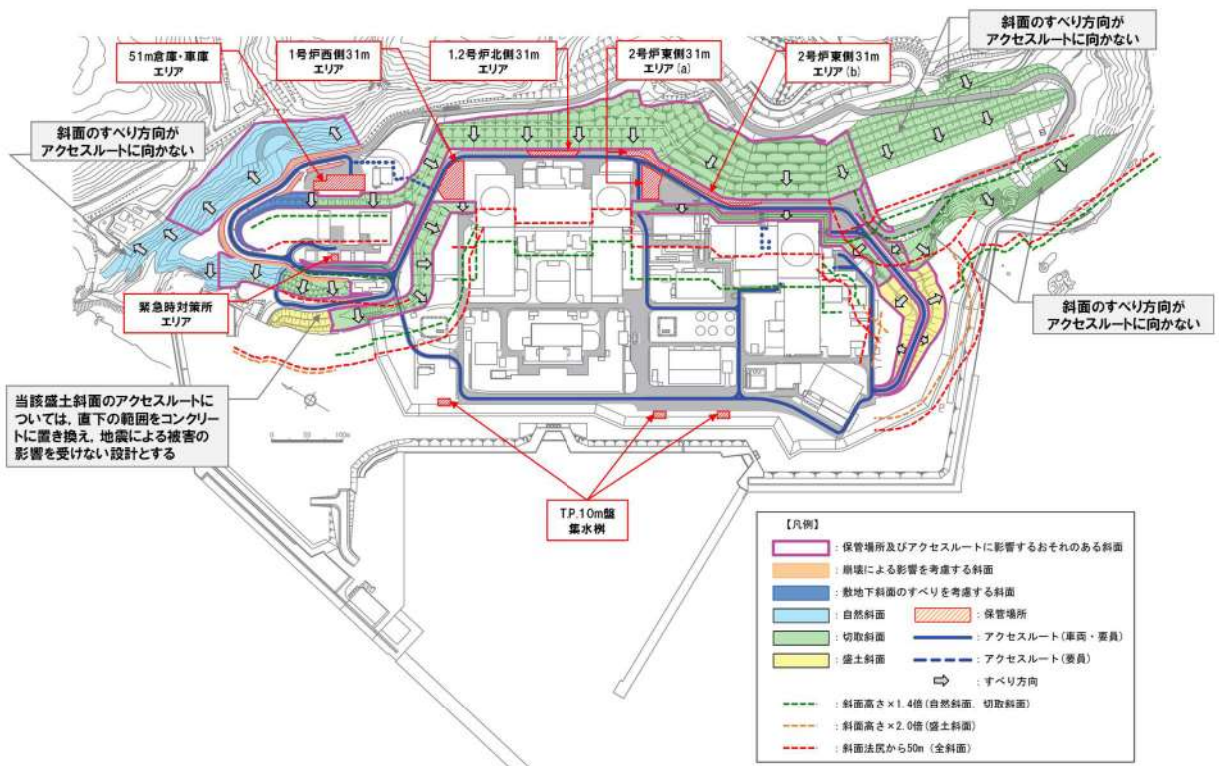 斜面のすべり方向が
アクセスルートに向かない
51m倉庫・車庫
エリア
1号炉西側31m
エリア
1,2号炉北側31m
エリア
2号炉東側31m
エリア(a)
2号炉東側31m
エリア(b)
斜面のすべり方向が
アクセスルートに向かない
緊急時対策所
エリア
斜面のすべり方向が
アクセスルートに向かない
当該盛土斜面のアクセスルートに
ついては，直下の範囲をコンクリー
トに置き換え，地震による被害の
影響を受けない設計とする
0 50 100m
T.P.10m盤
集水桝
【凡例】
：保管場所及びアクセスルートに影響するおそれのある斜面
：崩壊による影響を考慮する斜面
：敷地下斜面のすべりを考慮する斜面
：自然斜面 ：保管場所
：切取斜面 ：アクセスルート(車両・要員)
：盛土斜面 ：アクセスルート(要員)
：すべり方向
：斜面高さ×1.4倍(自然斜面，切取斜面)
：斜面高さ×2.0倍(盛土斜面)
：斜面法尻から50m (全斜面)